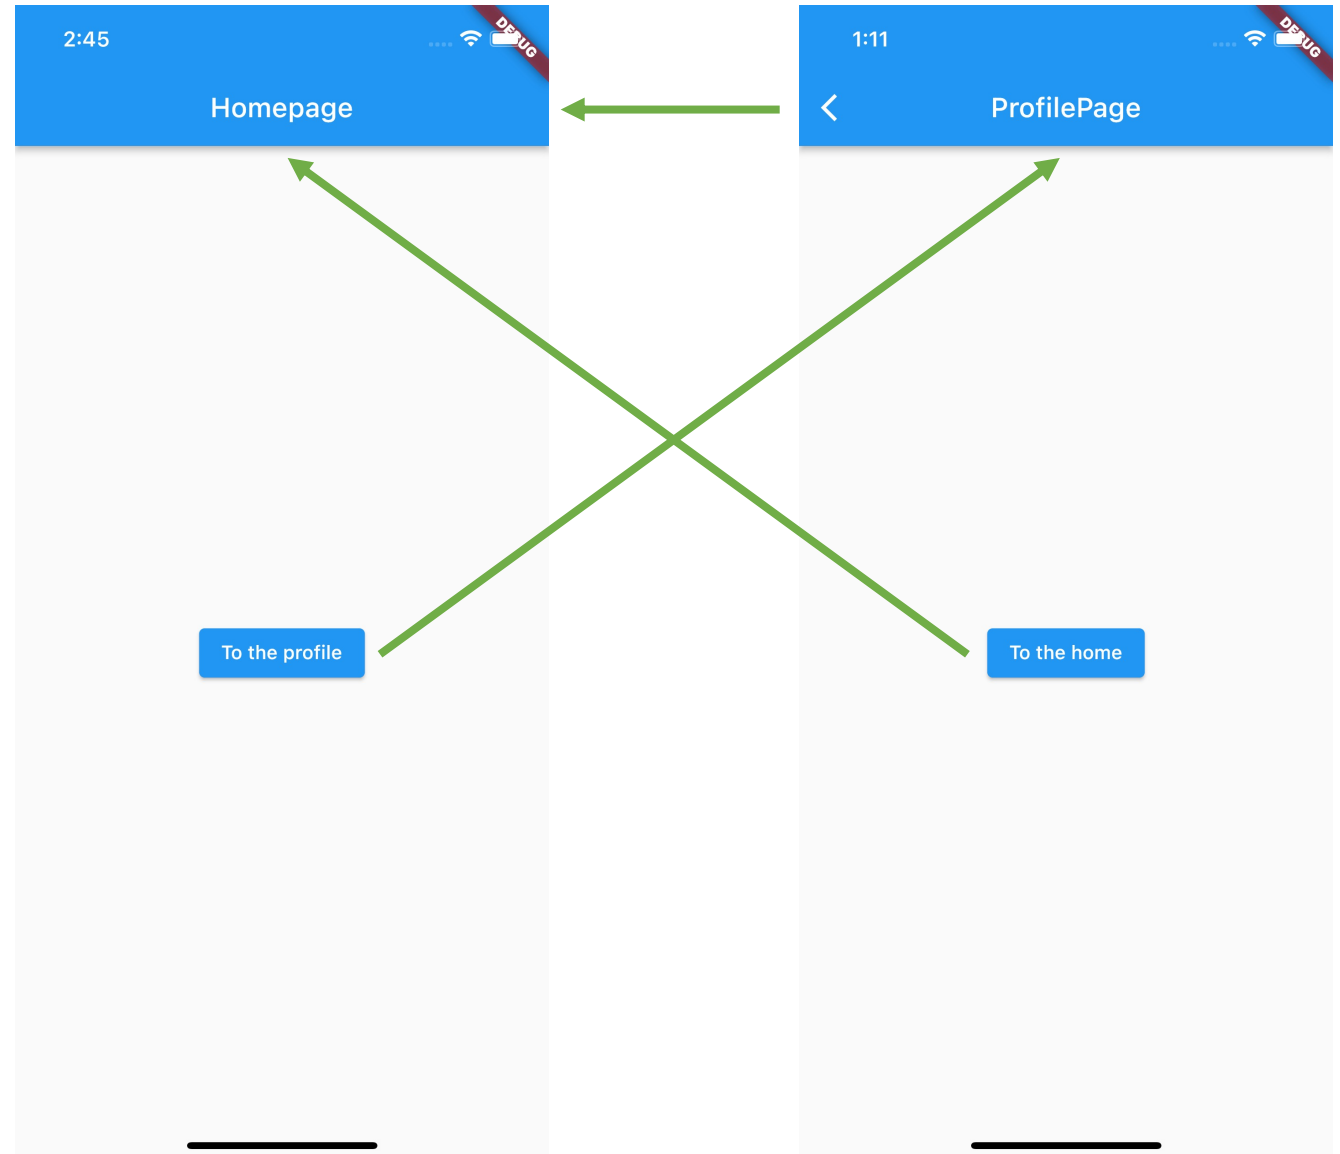 2:45
DEBUG
Homepage
To the profile
1:11
DEBUG
ProfilePage
To the home